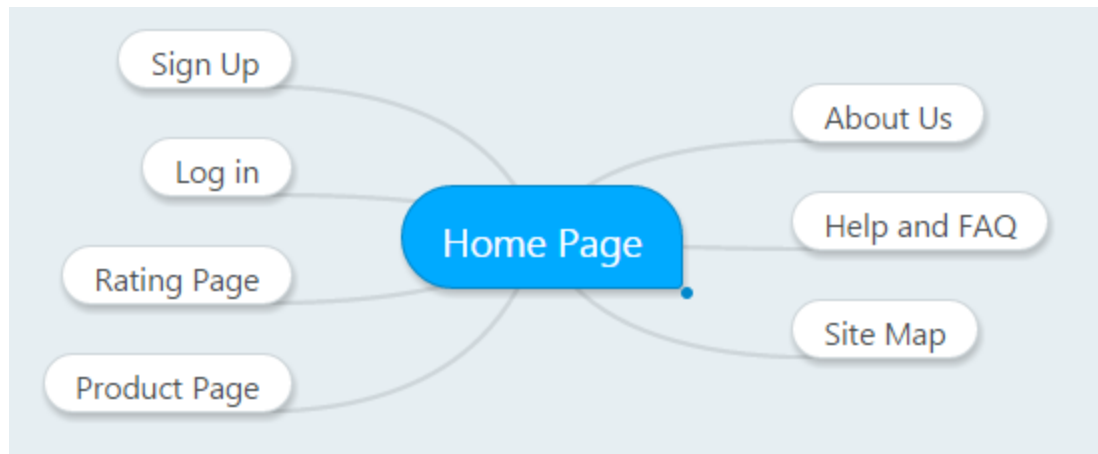 Sign Up
Log in
Rating Page
Product Page
Home Page
About Us
Help and FAQ
Site Map